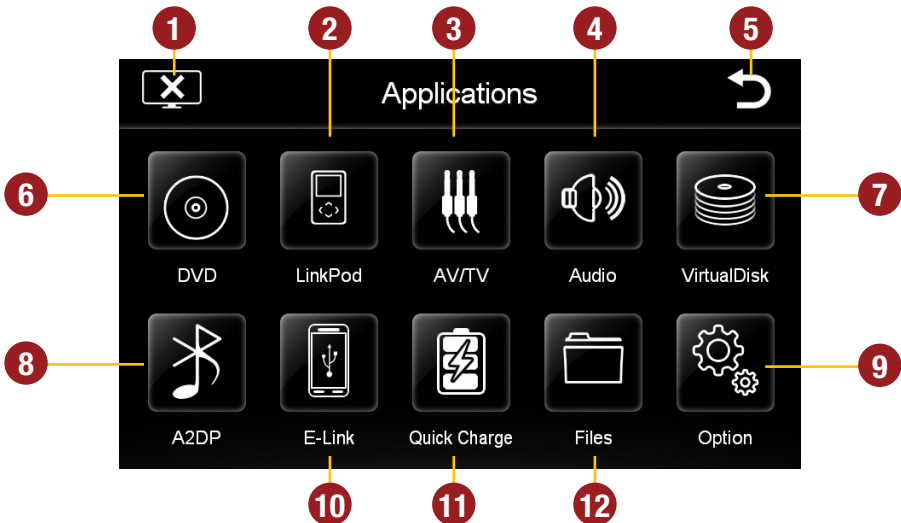 1 2 3 4 5
Applications
6 7
DVD LinkPod AV/TV Audio VirtualDisk
8 9
A2DP E-Link Quick Charge Files Option
10 11 12